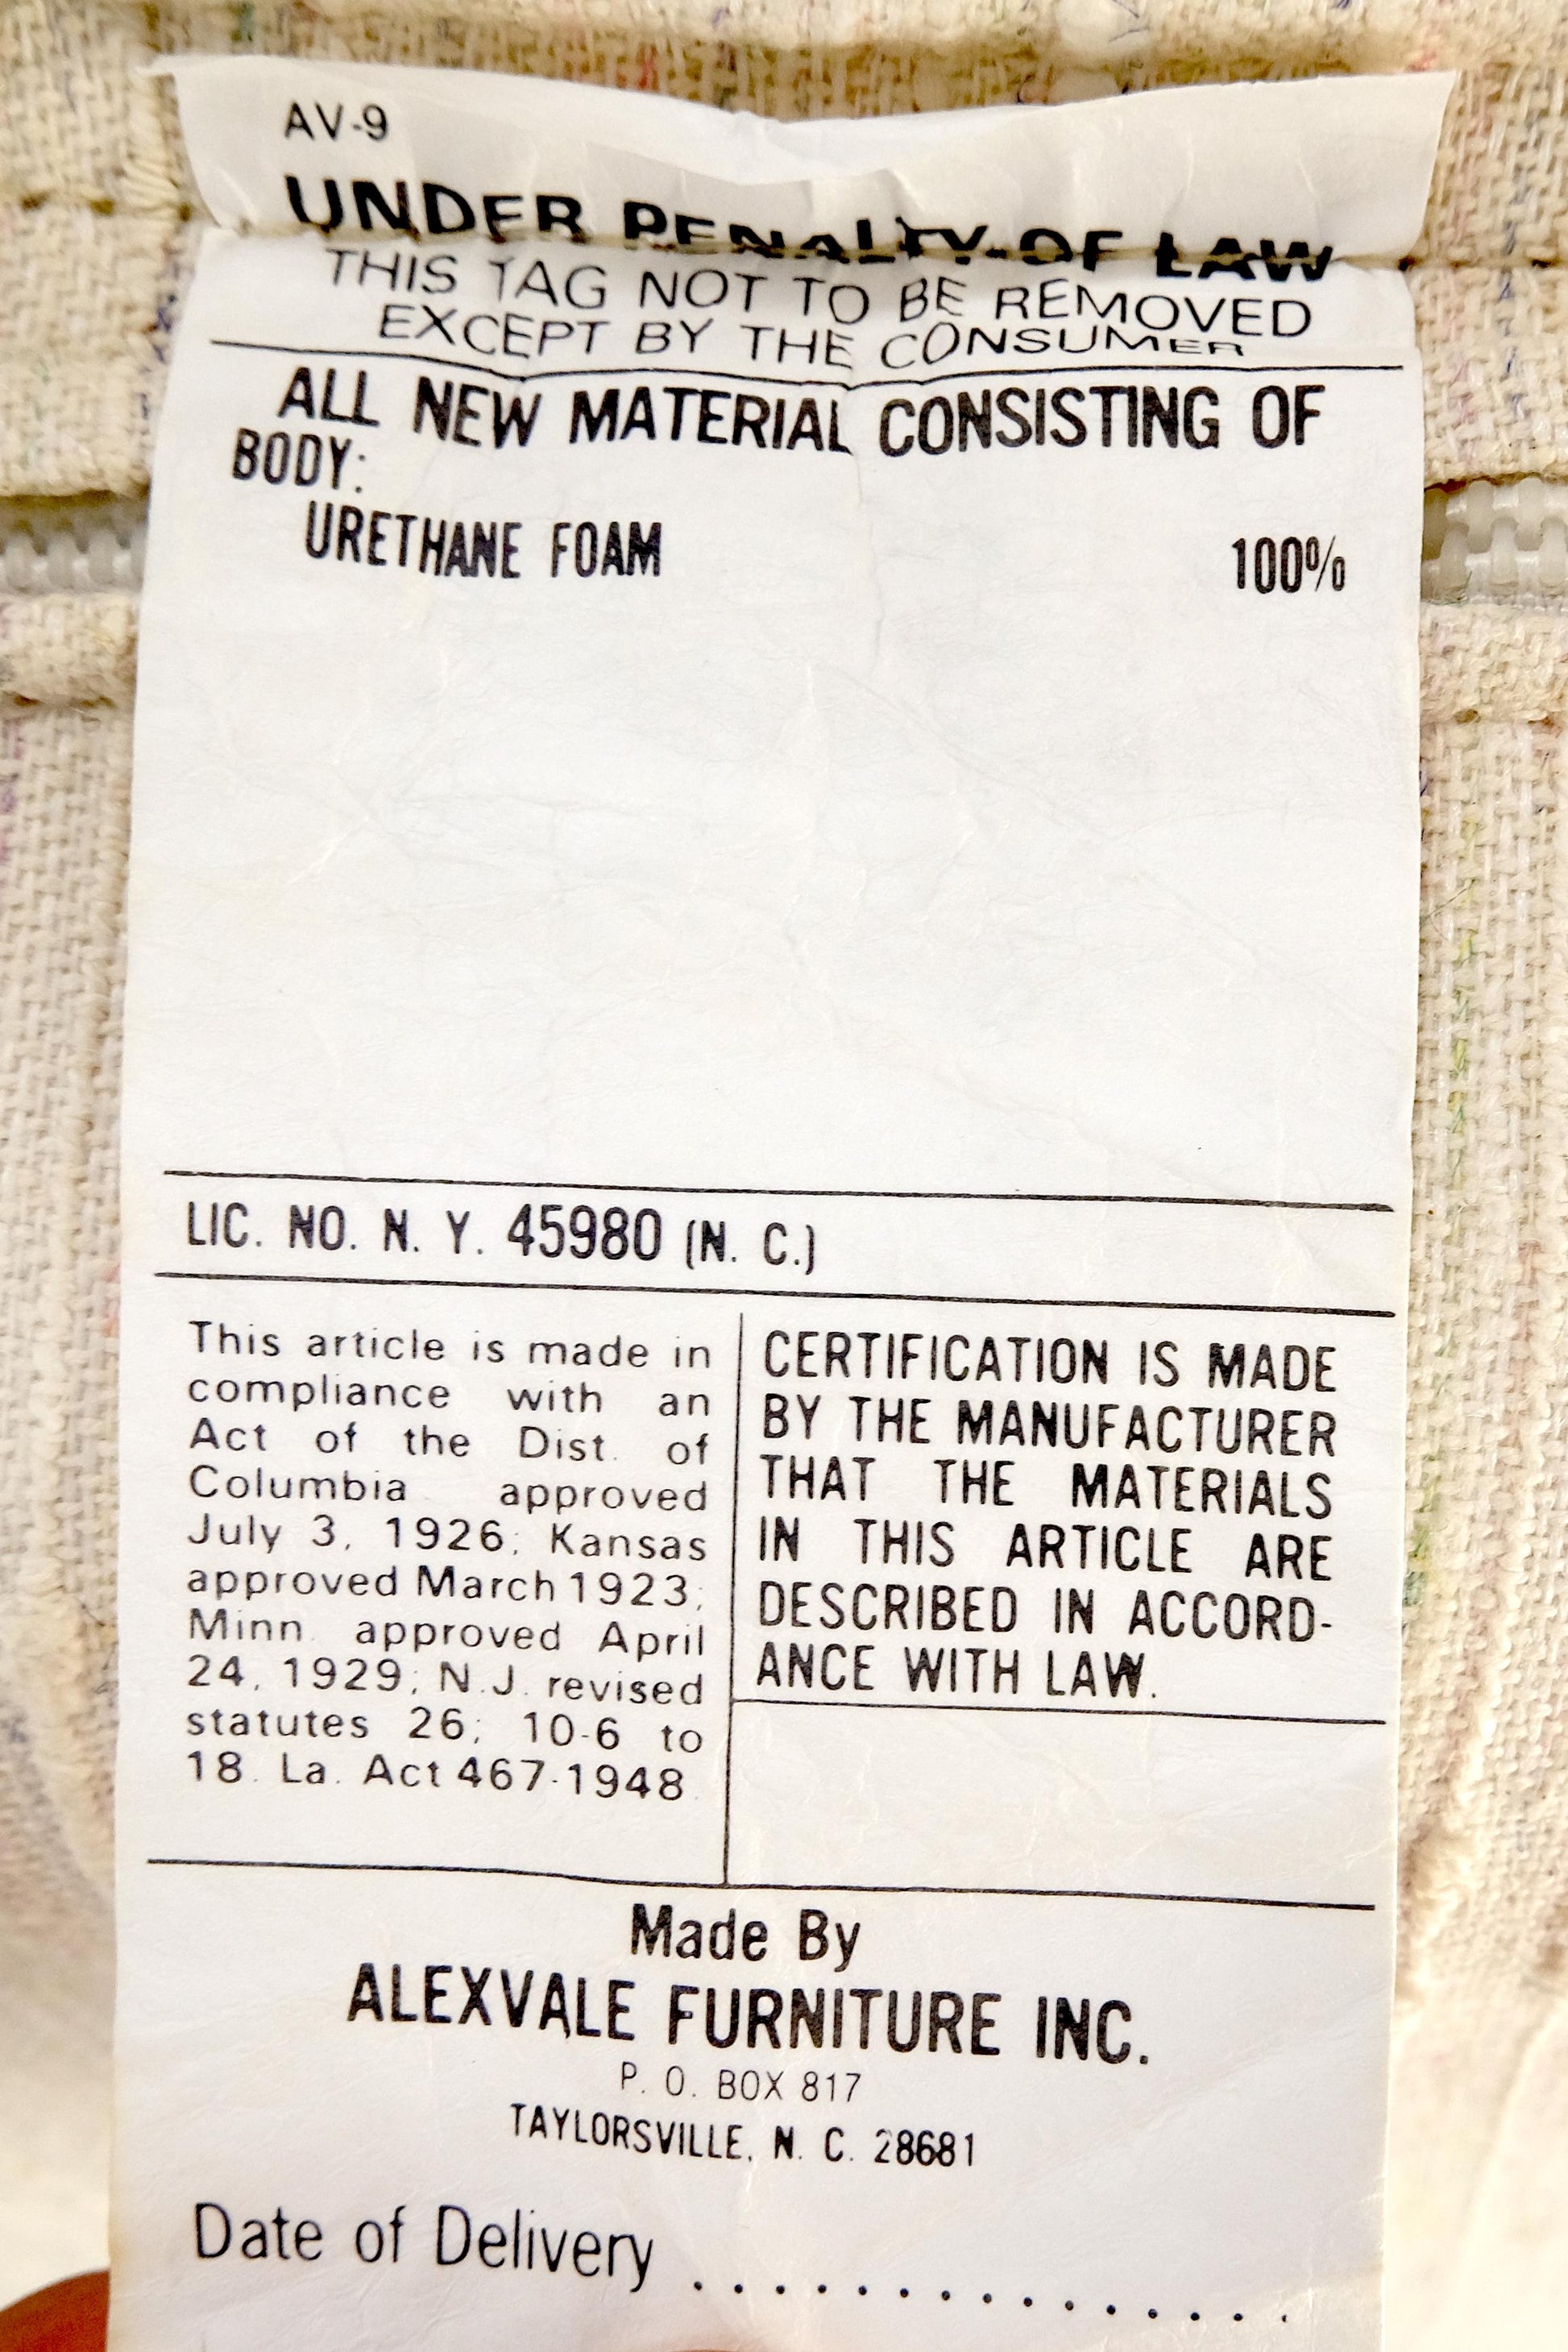 AV-9
UNDER PENALTY OF LAW
THIS TAG NOT TO BE REMOVED
EXCEPT BY THE CONSUMER
ALL NEW MATERIAL CONSISTING OF
BODY:
URETHANE FOAM 100%
LIC. NO. N. Y. 45980 (N. C.)
This article is made in
compliance with an
Act of the Dist. of
Columbia approved
July 3, 1926; Kansas
approved March 1923;
Minn. approved April
24, 1929; N.J. revised
statutes 26; 10-6 to
18. La. Act 467-1948.
CERTIFICATION IS MADE
BY THE MANUFACTURER
THAT THE MATERIALS
IN THIS ARTICLE ARE
DESCRIBED IN ACCORD-
ANCE WITH LAW.
Made By
ALEXVALE FURNITURE INC.
P. O. BOX 817
TAYLORSVILLE, N. C. 28681
Date of Delivery ...............